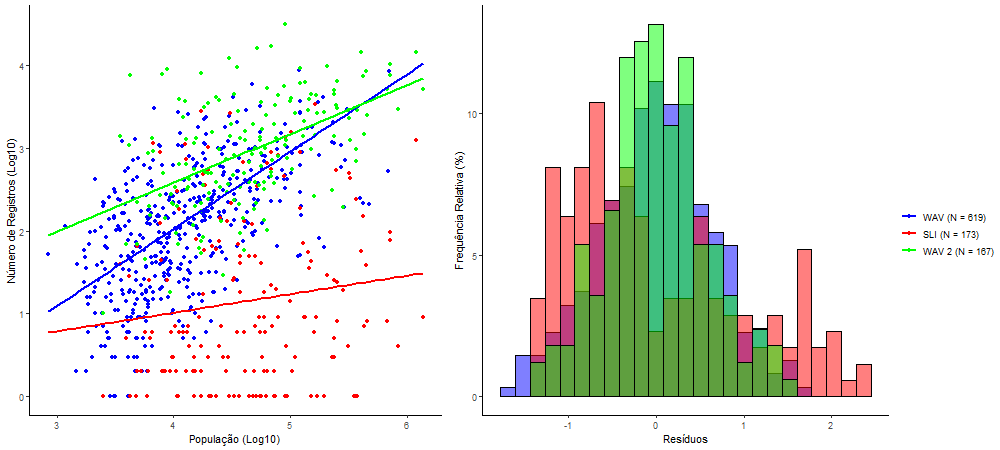 Número de Registros (Log10)
4
3
2
1
0
3
4
5
6
População (Log10)
Frequência Relativa (%)
10
5
0
-1
0
1
2
Resíduos
WAV (N = 619)
SLI (N = 173)
WAV 2 (N = 167)